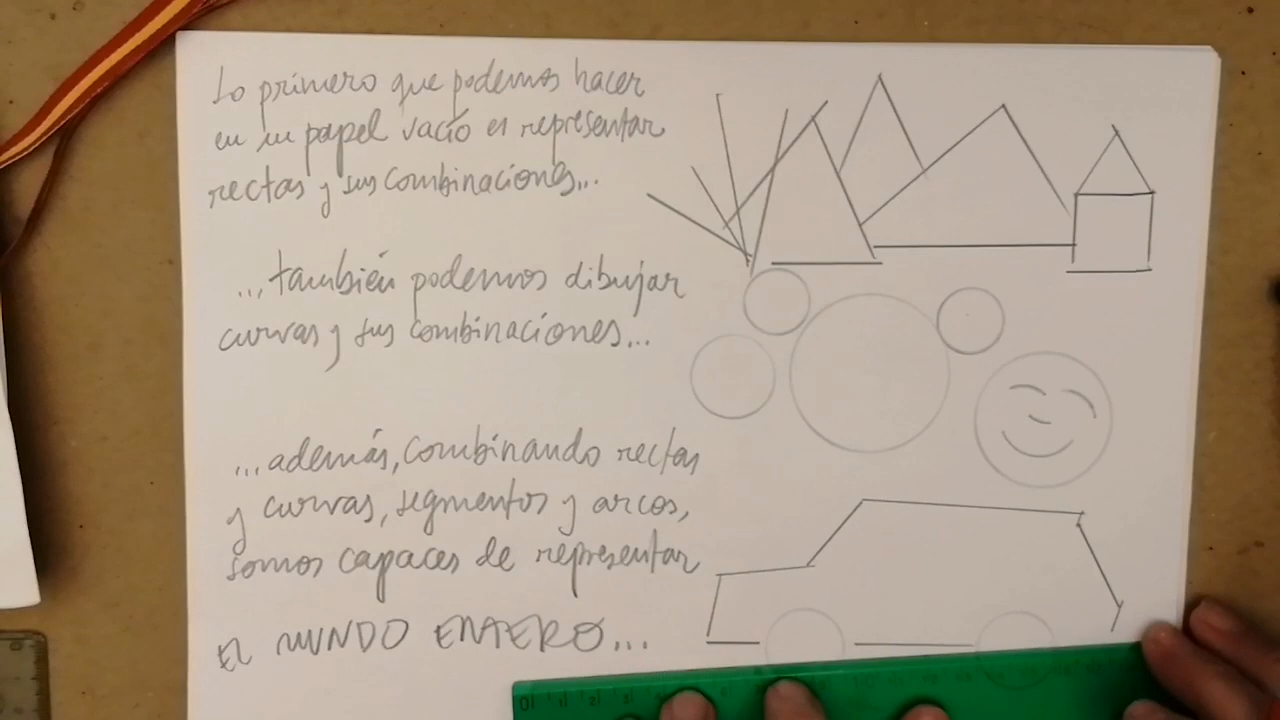 Lo primero que podemos hacer
en un papel vacío es representar
rectas y sus combinaciones...
...también podemos dibujar
curvas y sus combinaciones...
...además, combinando rectas
y curvas, segmentos y arcos,
somos capaces de representar
EL MUNDO ENTERO...